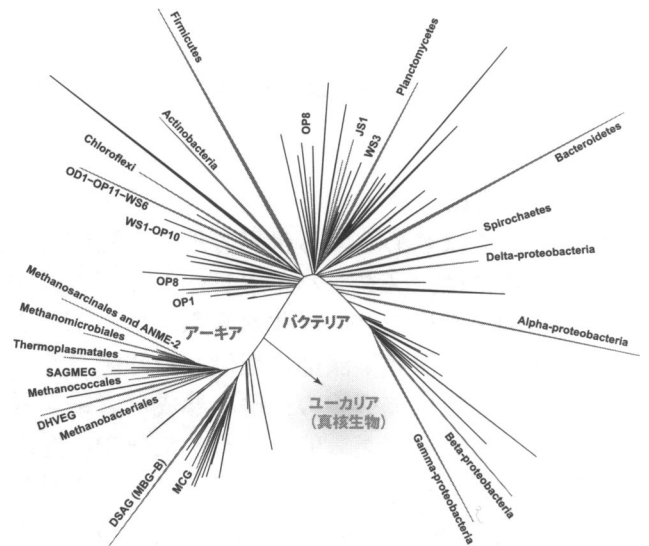 Firmicutes
Actinobacteria
Chloroflexi
OD1–OP11–WS6
WS1-OP10
OP8
OP1
OP8
JS1
WS3
Planctomycetes
Bacteroidetes
Spirochaetes
Delta-proteobacteria
Alpha-proteobacteria
Beta-proteobacteria
Gamma-proteobacteria
アーキア
バクテリア
ユーカリア
（真核生物）
Methanosarcinales and ANME-2
Methanomicrobiales
Thermoplasmatales
SAGMEG
Methanococcales
DHVEG
Methanobacteriales
DSAG (MBG–B)
MCG